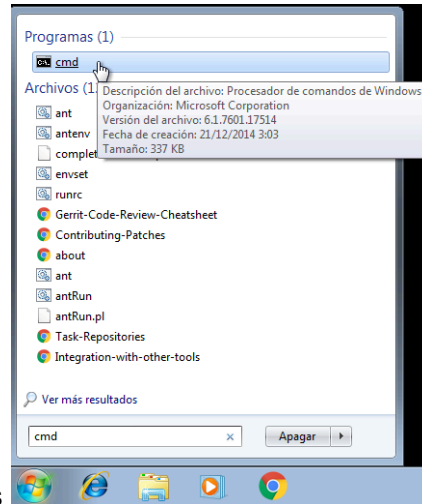 Programas (1)
cmd
Archivos (1
Descripción del archivo: Procesador de comandos de Windows
Organización: Microsoft Corporation
Versión del archivo: 6.1.7601.17514
Fecha de creación: 21/12/2014 3:03
Tamaño: 337 KB
ant
antenv
complet
envset
runrc
Gerrit-Code-Review-Cheatsheet
Contributing-Patches
about
ant
antRun
antRun.pl
Task-Repositories
Integration-with-other-tools
Ver más resultados
cmd
Apagar
s